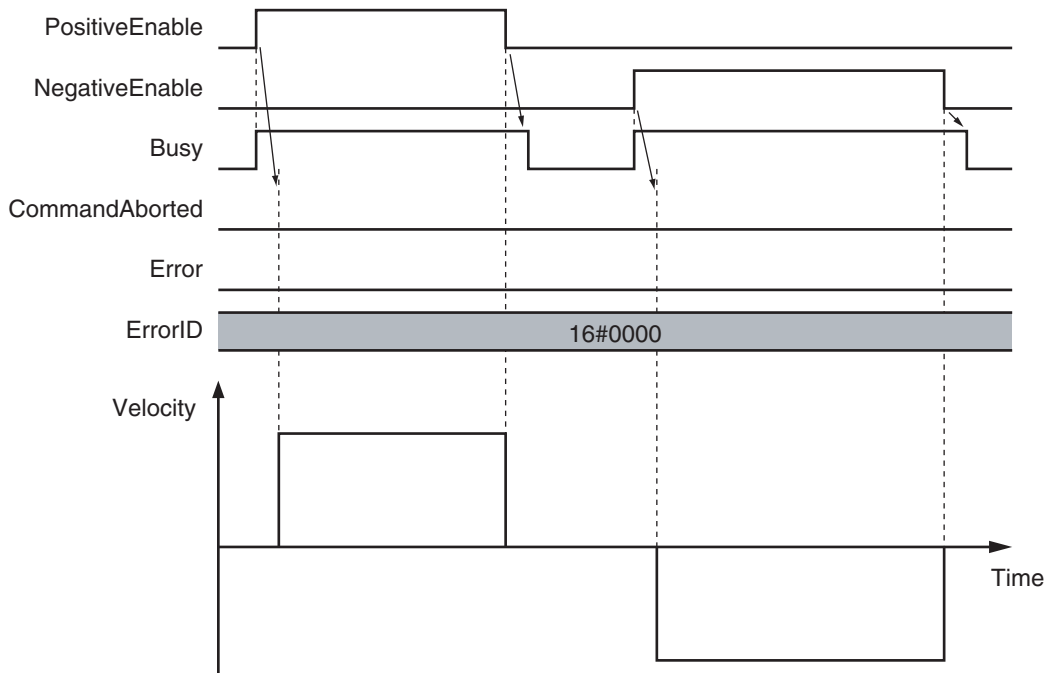 PositiveEnable
NegativeEnable
Busy
CommandAborted
Error
ErrorID
16#0000
Velocity
Time